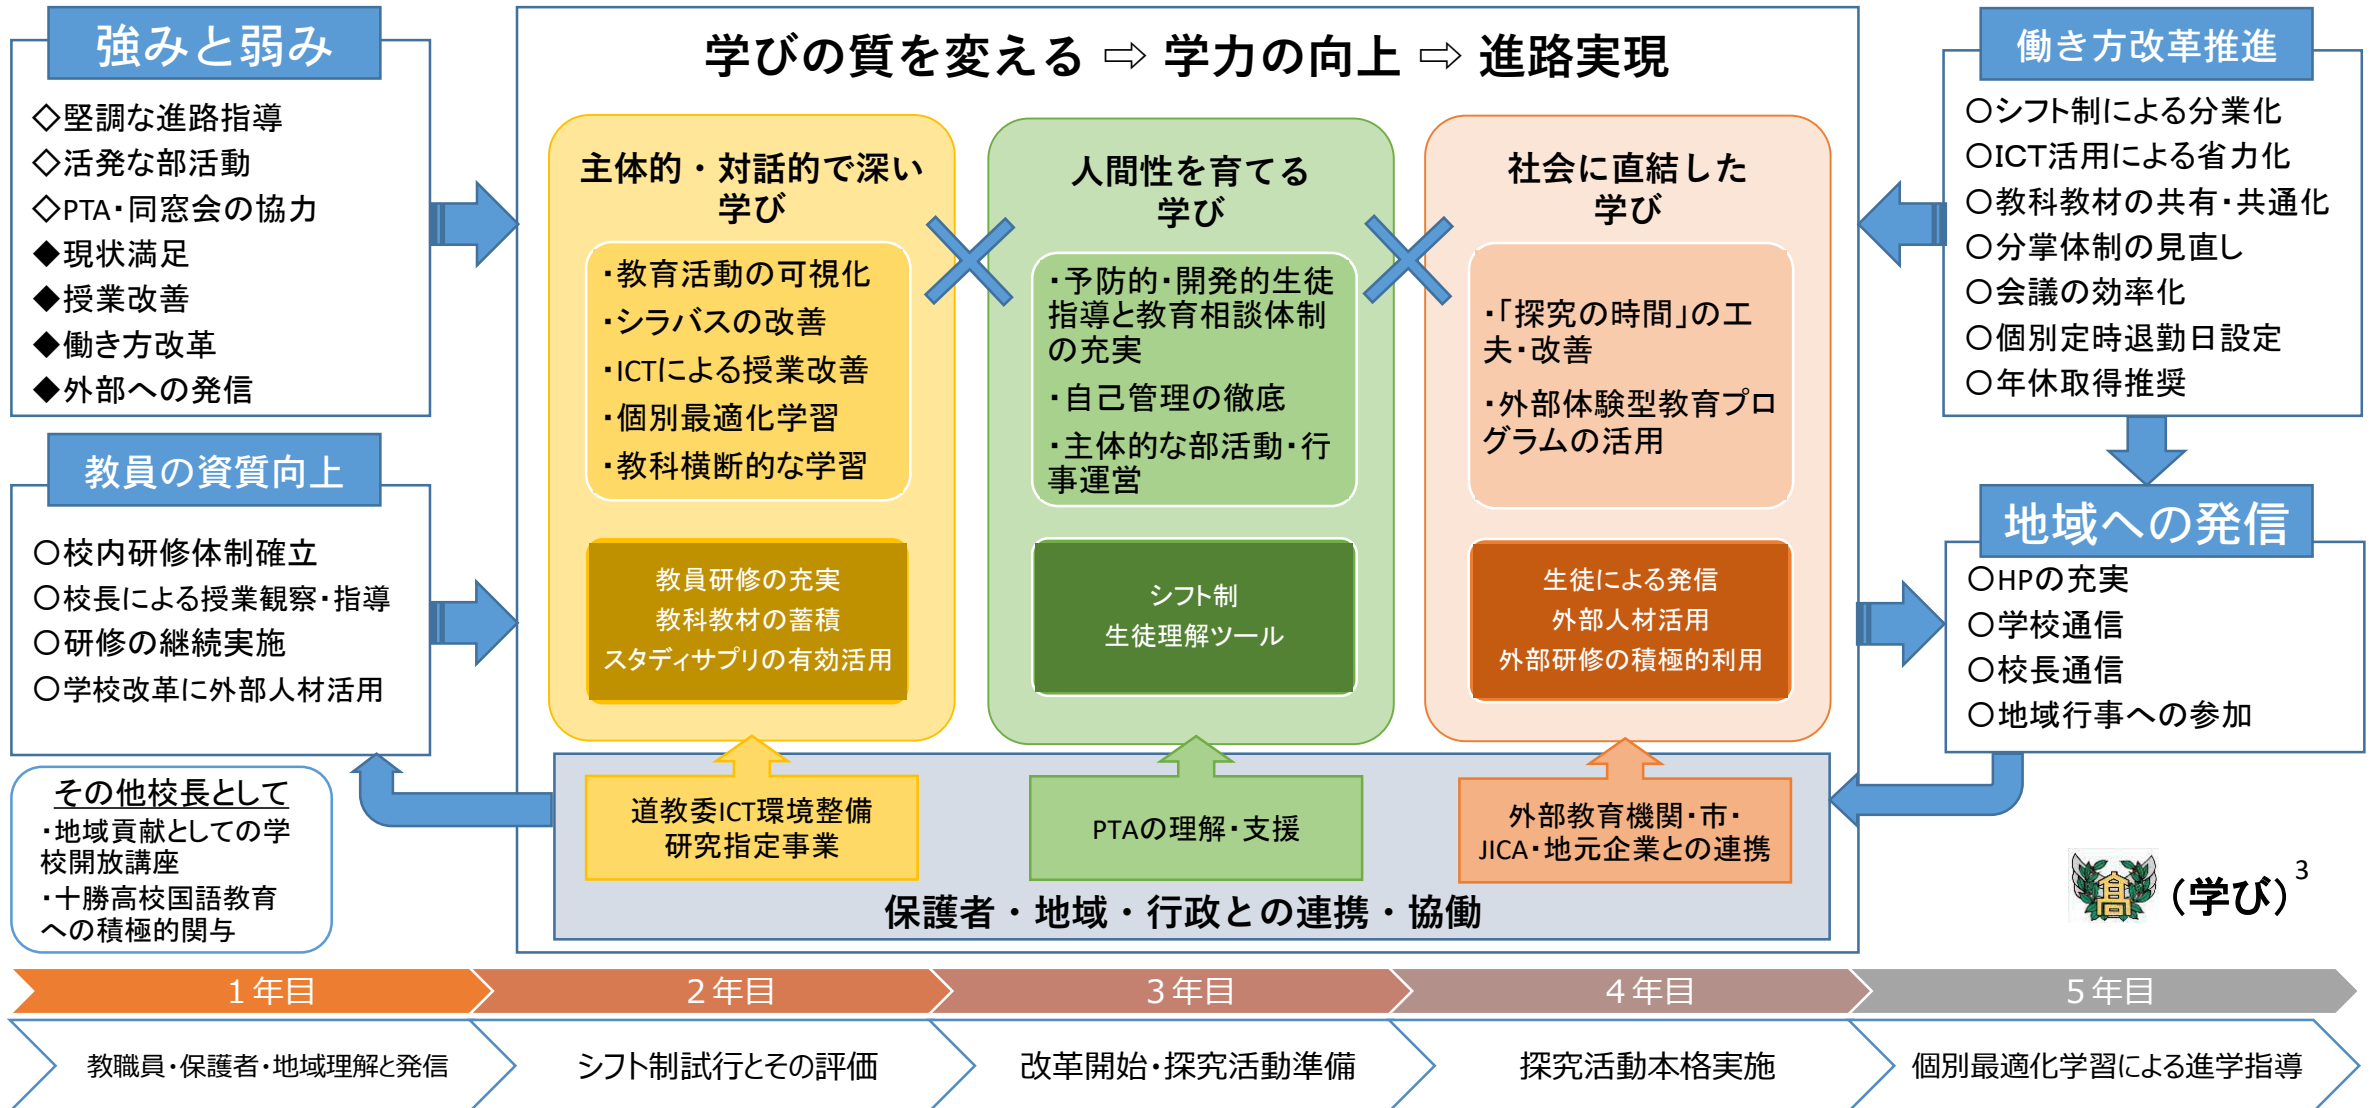 強みと弱み
◇堅調な進路指導
◇活発な部活動
◇PTA・同窓会の協力
◆現状満足
◆授業改善
◆働き方改革
◆外部への発信
教員の資質向上
○校内研修体制確立
○校長による授業観察・指導
○研修の継続実施
○学校改革に外部人材活用
その他校長として
・地域貢献としての学
校開放講座
・十勝高校国語教育
への積極的関与
学びの質を変える ⇨ 学力の向上 ⇨ 進路実現
主体的・対話的で深い
学び
・教育活動の可視化
・シラバスの改善
・ICTによる授業改善
・個別最適化学習
・教科横断的な学習
教員研修の充実
教科教材の蓄積
スタディサプリの有効活用
道教委ICT環境整備
研究指定事業
人間性を育てる
学び
・予防的・開発的生徒
指導と教育相談体制
の充実
・自己管理の徹底
・主体的な部活動・行
事運営
シフト制
生徒理解ツール
PTAの理解・支援
社会に直結した
学び
・「探究の時間」の工
夫・改善
・外部体験型教育プロ
グラムの活用
生徒による発信
外部人材活用
外部研修の積極的利用
外部教育機関・市・
JICA・地元企業との連携
保護者・地域・行政との連携・協働
働き方改革推進
○シフト制による分業化
○ICT活用による省力化
○教科教材の共有・共通化
○分掌体制の見直し
○会議の効率化
○個別定時退勤日設定
○年休取得推奨
地域への発信
○HPの充実
○学校通信
○校長通信
○地域行事への参加
高
(学び)3
1年目
2年目
3年目
4年目
5年目
教職員・保護者・地域理解と発信
シフト制試行とその評価
改革開始・探究活動準備
探究活動本格実施
個別最適化学習による進学指導